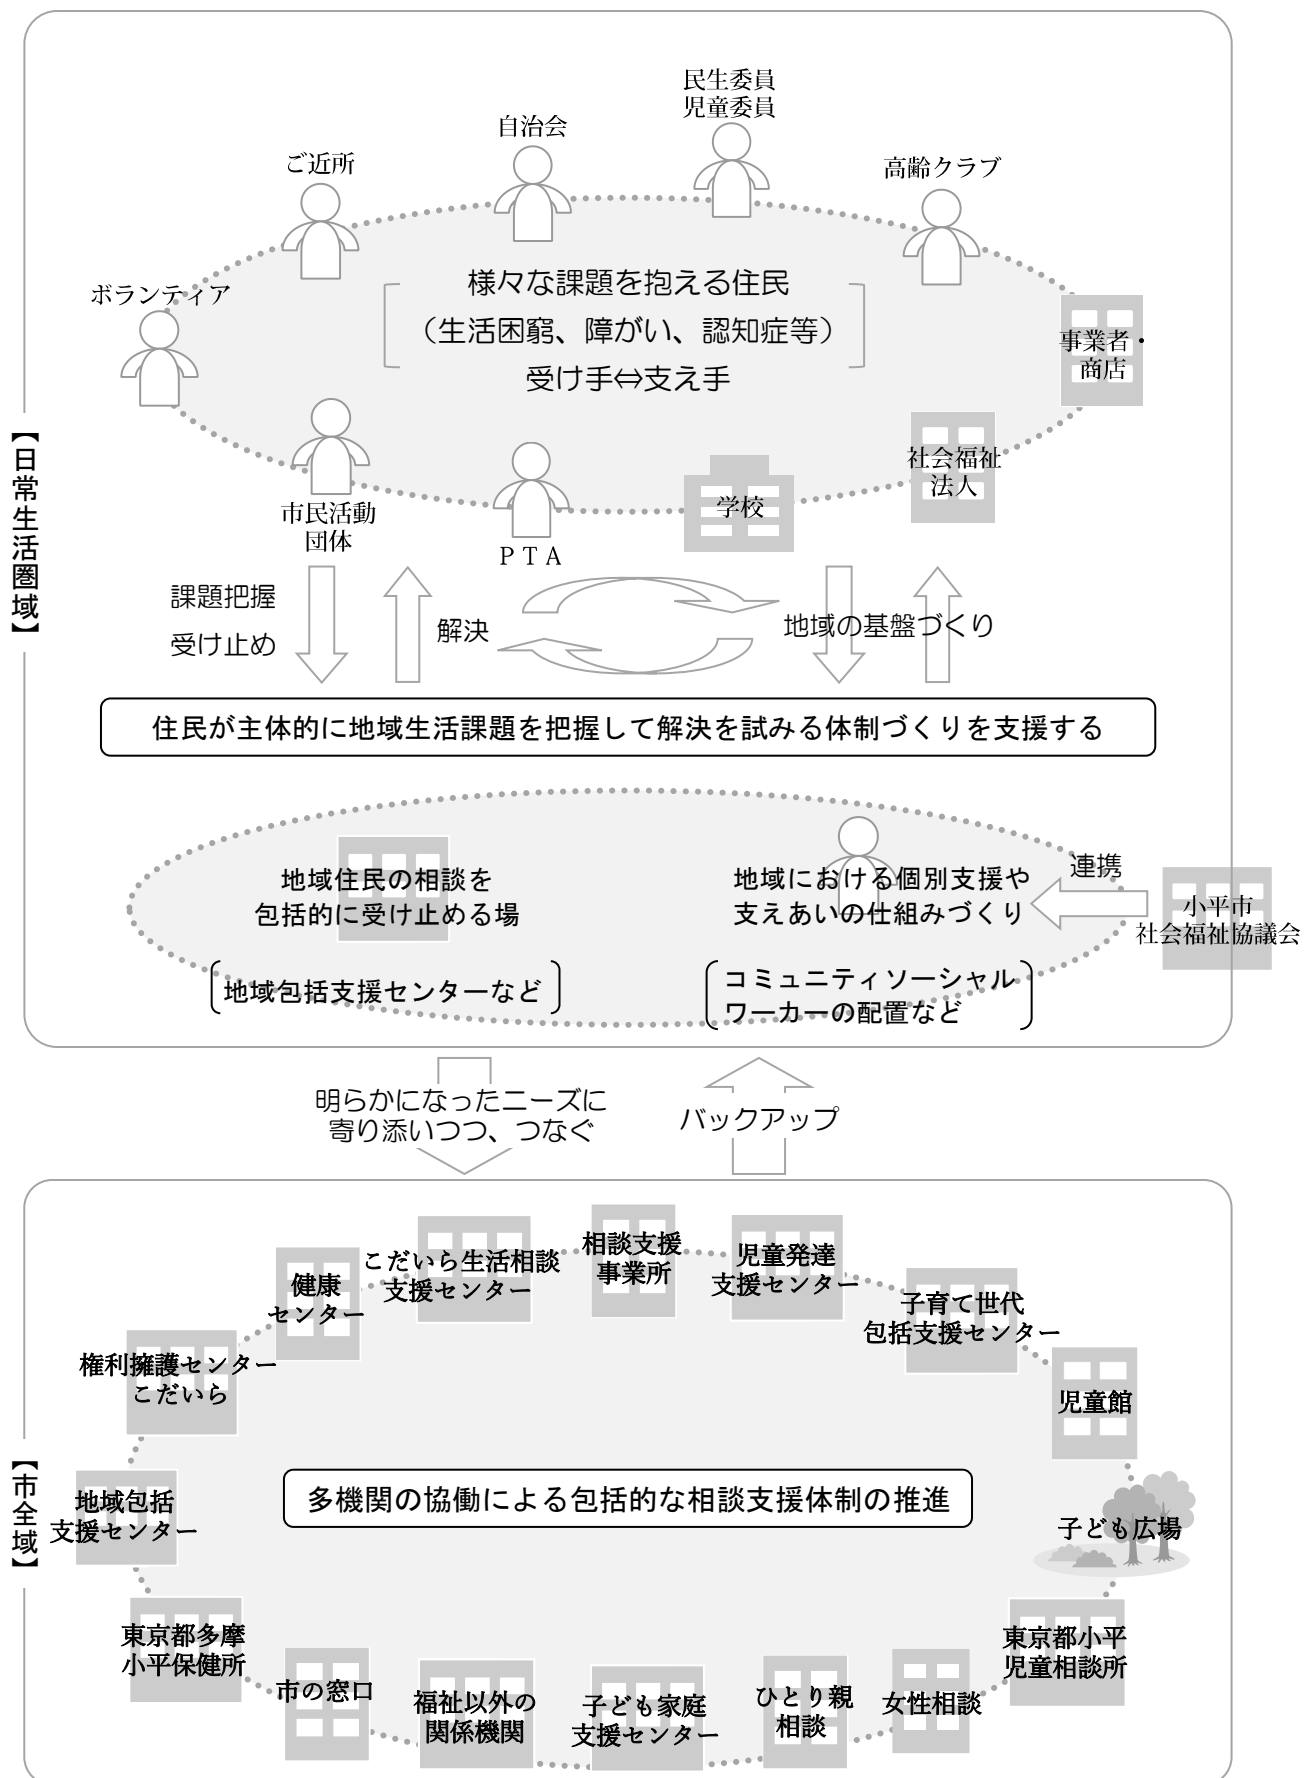 民生委員
児童委員
自治会
ご近所
高齢クラブ
ボランティア
様々な課題を抱える住民
（生活困窮、障がい、認知症等）
受け手⇔支え手
事業者・
商店
社会福祉
法人
学校
ＰＴＡ
市民活動
団体
【日常生活圏域】
課題把握
受け止め
解決
地域の基盤づくり
住民が主体的に地域生活課題を把握して解決を試みる体制づくりを支援する
地域住民の相談を
包括的に受け止める場
地域包括支援センターなど
地域における個別支援や
支えあいの仕組みづくり
コミュニティソーシャル
ワーカーの配置など
連携
小平市
社会福祉協議会
明らかになったニーズに
寄り添いつつ、つなぐ
バックアップ
こだいら生活相談
支援センター
相談支援
事業所
児童発達
支援センター
健康
センター
子育て世代
包括支援センター
権利擁護センター
こだいら
児童館
【市全域】
地域包括
支援センター
多機関の協働による包括的な相談支援体制の推進
子ども広場
東京都多摩
小平保健所
市の窓口
福祉以外の
関係機関
子ども家庭
支援センター
ひとり親
相談
女性相談
東京都小平
児童相談所